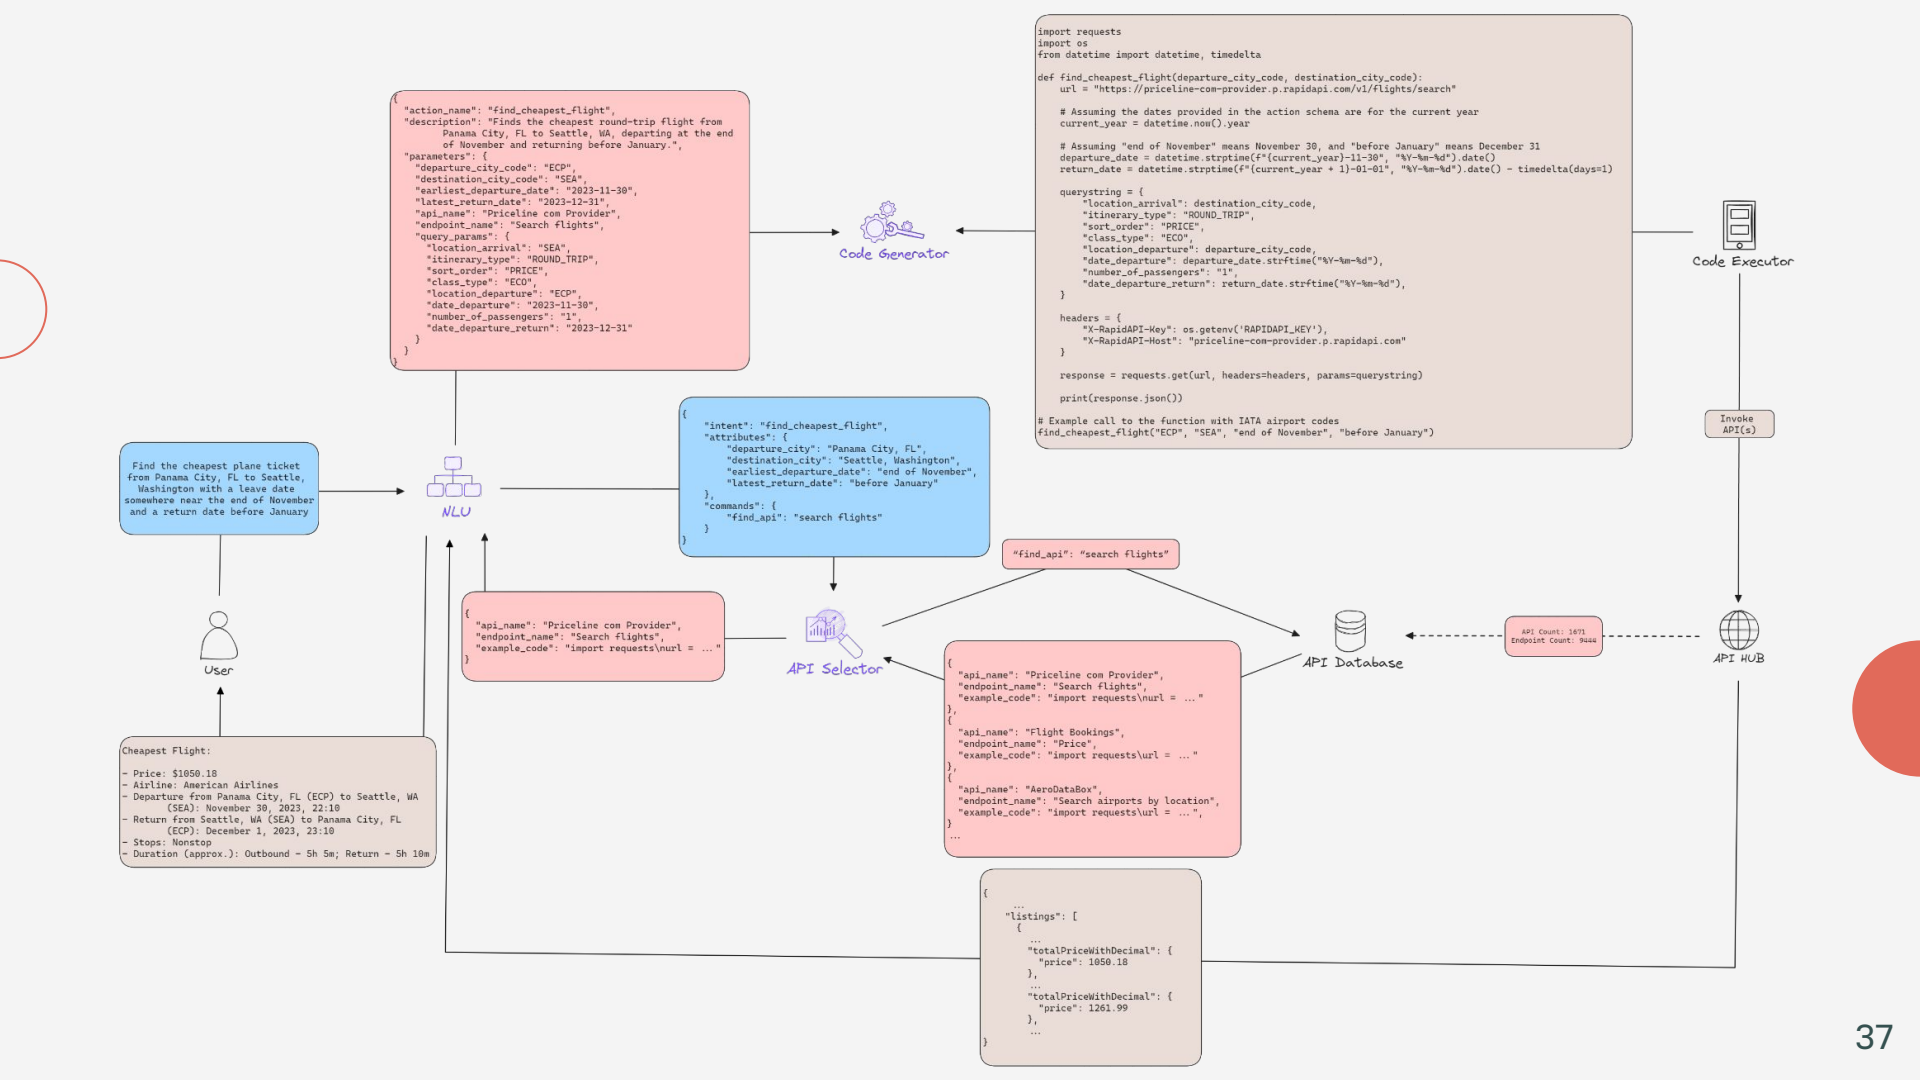 {
"action_name": "find_cheapest_flight",
"description": "Finds the cheapest round-trip flight from
Panama City, FL to Seattle, WA, departing at the end
of November and returning before January.",
"parameters": {
"departure_city_code": "ECP",
"destination_city_code": "SEA",
"earliest_departure_date": "2023-11-30",
"latest_return_date": "2023-12-31",
"api_name": "Priceline com Provider",
"endpoint_name": "Search flights",
"query_params": {
"location_arrival": "SEA",
"itinerary_type": "ROUND_TRIP",
"sort_order": "PRICE",
"class_type": "ECO",
"location_departure": "ECP",
"date_departure": "2023-11-30",
"number_of_passengers": "1",
"date_departure_return": "2023-12-31"
}
}
}
Code Generator
import requests
import os
from datetime import datetime, timedelta
def find_cheapest_flight(departure_city_code, destination_city_code):
url = "https://priceline-com-provider.p.rapidapi.com/v1/flights/search"
# Assuming the dates provided in the action schema are for the current year
current_year = datetime.now().year
# Assuming "end of November" means November 30, and "before January" means December 31
departure_date = datetime.strptime(f"{current_year}-11-30", "%Y-%m-%d").date()
return_date = datetime.strptime(f"{current_year + 1}-01-01", "%Y-%m-%d").date() - timedelta(days=1)
querystring = {
"location_arrival": destination_city_code,
"itinerary_type": "ROUND_TRIP",
"sort_order": "PRICE",
"class_type": "ECO",
"location_departure": departure_city_code,
"date_departure": departure_date.strftime("%Y-%m-%d"),
"number_of_passengers": "1",
"date_departure_return": return_date.strftime("%Y-%m-%d"),
}
headers = {
"X-RapidAPI-Key": os.getenv('RAPIDAPI_KEY'),
"X-RapidAPI-Host": "priceline-com-provider.p.rapidapi.com"
}
response = requests.get(url, headers=headers, params=querystring)
print(response.json())
# Example call to the function with IATA airport codes
find_cheapest_flight("ECP", "SEA", "end of November", "before January")
Code Executor
Invoke
API(s)
Find the cheapest plane ticket
from Panama City, FL to Seattle,
Washington with a leave date
somewhere near the end of November
and a return date before January
NLU
{
"intent": "find_cheapest_flight",
"attributes": {
"departure_city": "Panama City, FL",
"destination_city": "Seattle, Washington",
"earliest_departure_date": "end of November",
"latest_return_date": "before January"
},
"commands": {
"find_api": "search flights"
}
}
“find_api”: “search flights”
User
{
"api_name": "Priceline com Provider",
"endpoint_name": "Search flights",
"example_code": "import requests\nurl = ..."
}
API Selector
API Database
API Count: 1671
Endpoint Count: 9444
API HUB
{
"api_name": "Priceline com Provider",
"endpoint_name": "Search flights",
"example_code": "import requests\nurl = ..."
},
{
"api_name": "Flight Bookings",
"endpoint_name": "Price",
"example_code": "import requests\url = ..."
},
{
"api_name": "AeroDataBox",
"endpoint_name": "Search airports by location",
"example_code": "import requests\url = ...",
}
...
Cheapest Flight:
- Price: $1050.18
- Airline: American Airlines
- Departure from Panama City, FL (ECP) to Seattle, WA
(SEA): November 30, 2023, 22:10
- Return from Seattle, WA (SEA) to Panama City, FL
(ECP): December 1, 2023, 23:10
- Stops: Nonstop
- Duration (approx.): Outbound - 5h 5m; Return - 5h 10m
{
...
"listings": [
{
...
"totalPriceWithDecimal": {
"price": 1050.18
},
...
"totalPriceWithDecimal": {
"price": 1261.99
},
...
}
37